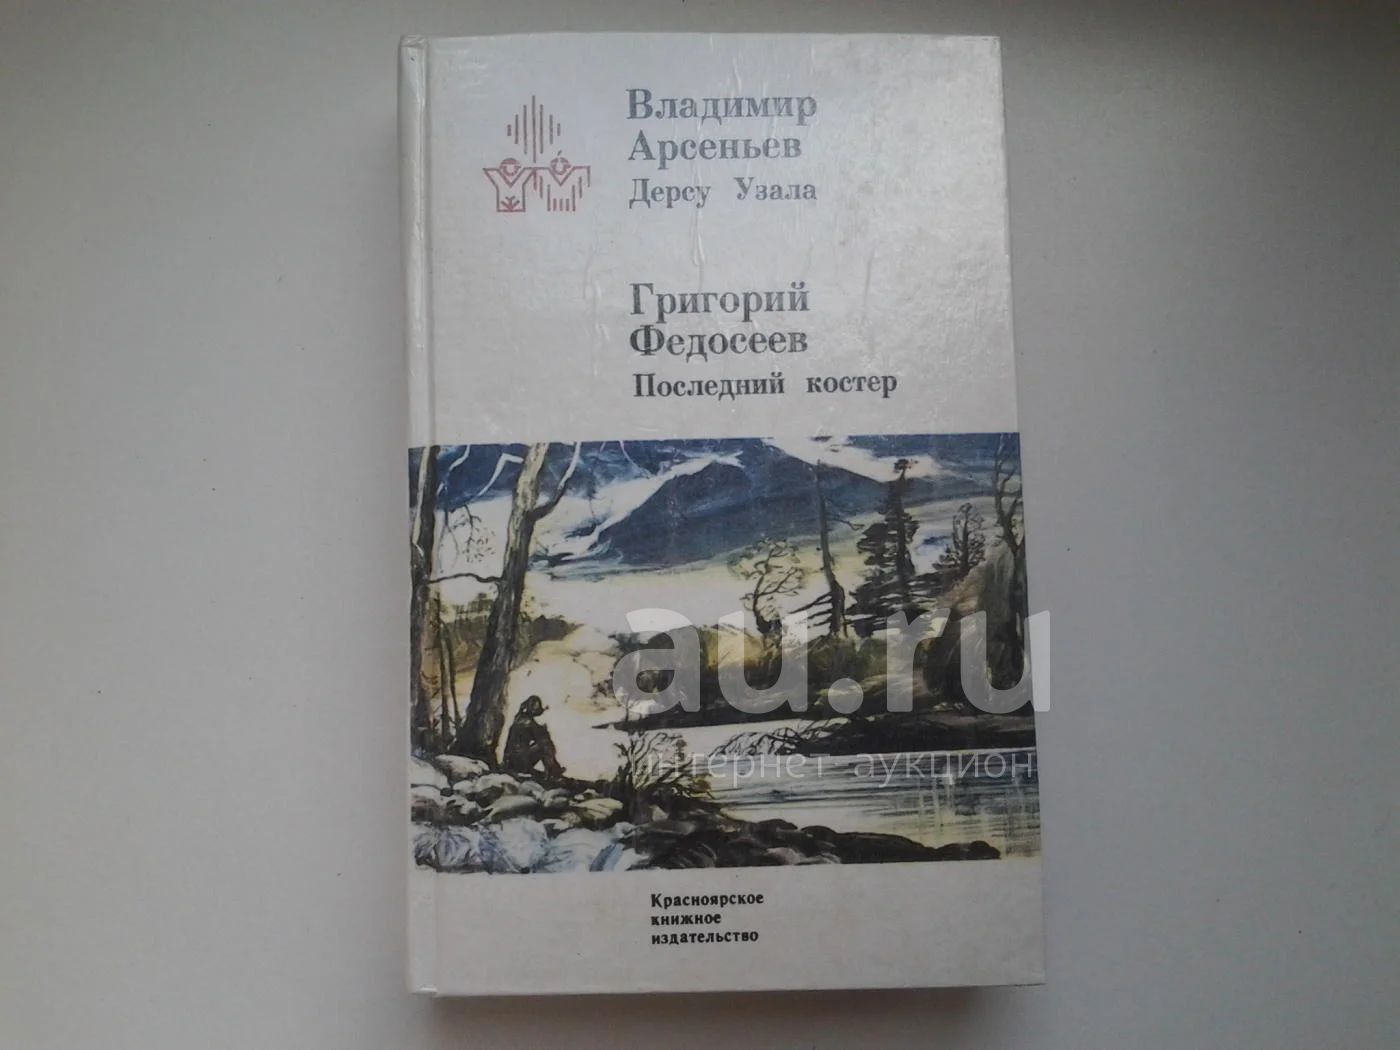 Владимир
Арсеньев
Дерсу Узала
Григорий
Федосеев
Последний костер
au.ru
интернет аукцион
Красноярское
книжное
издательство